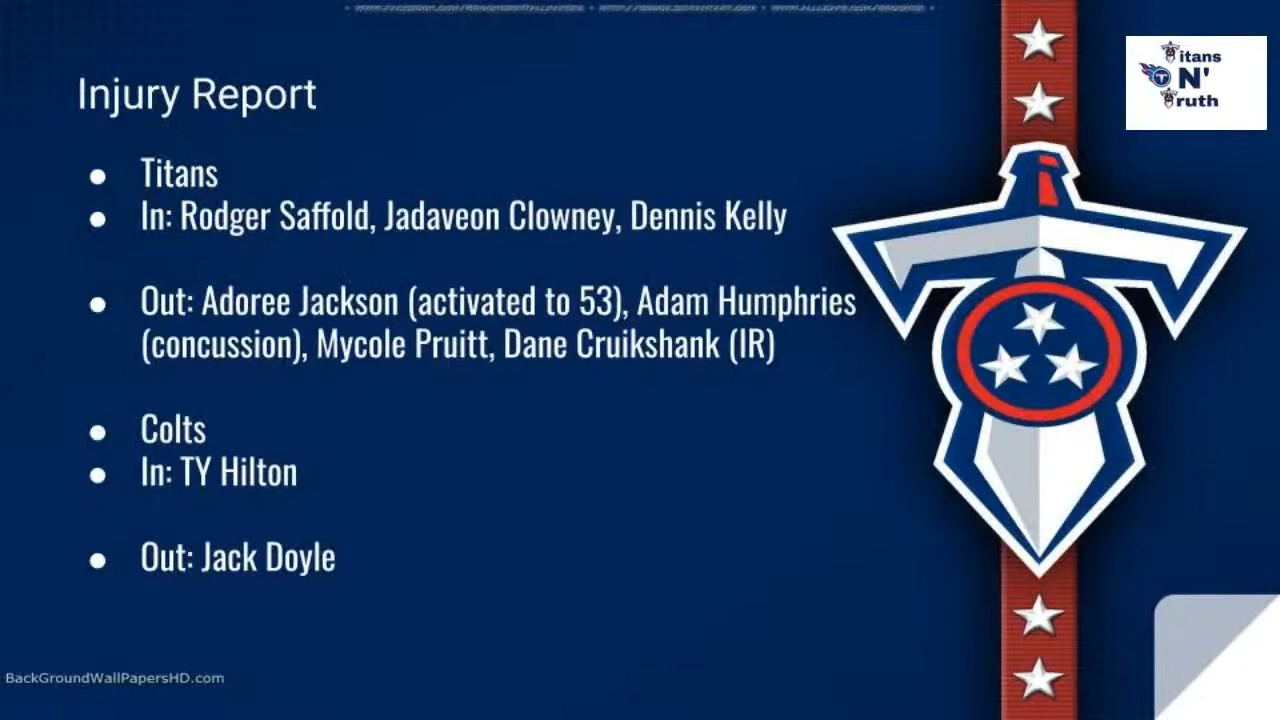 Injury Report
itans
N'
ruth
● Titans
● In: Rodger Saffold, Jadaveon Clowney, Dennis Kelly
● Out: Adoree Jackson (activated to 53), Adam Humphries
(concussion), Mycole Pruitt, Dane Cruikshank (IR)
● Colts
● In: TY Hilton
● Out: Jack Doyle
BackGroundWallPapersHD.com